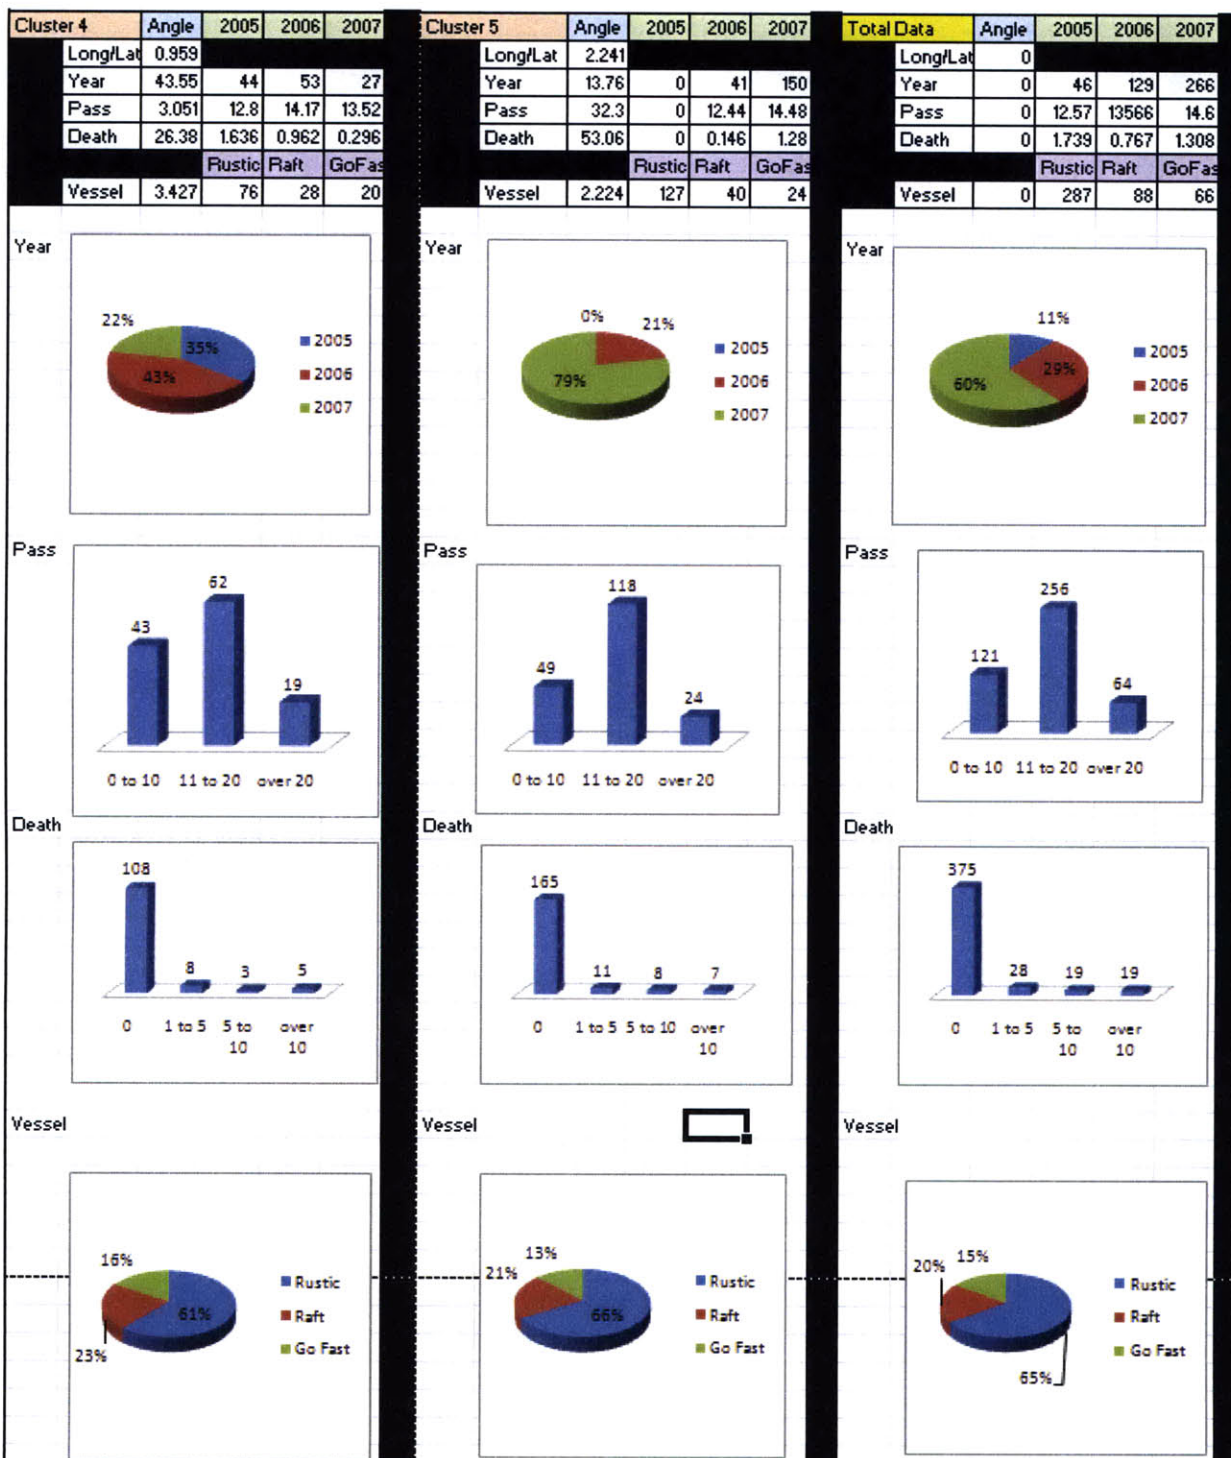 Cluster 4 Angle 2005 2006 2007
Long/Lat 0.959
Year 43.55 44 53 27
Pass 3.051 12.8 14.17 13.52
Death 26.38 1.636 0.962 0.296
Rustic Raft GoFas
Vessel 3.427 76 28 20
Year
22%
35%
43%
2005
2006
2007
Pass
43
62
19
0 to 10 11 to 20 over 20
Death
108
8
3
5
0 1 to 5 5 to 10 over 10
Vessel
16%
61%
23%
Rustic
Raft
Go Fast
Cluster 5 Angle 2005 2006 2007
Long/Lat 2.241
Year 13.76 0 41 150
Pass 32.3 0 12.44 14.48
Death 53.06 0 0.146 1.28
Rustic Raft GoFas
Vessel 2.224 127 40 24
Year
0%
21%
79%
2005
2006
2007
Pass
49
118
24
0 to 10 11 to 20 over 20
Death
165
11
8
7
0 1 to 5 5 to 10 over 10
Vessel
13%
21%
66%
Rustic
Raft
Go Fast
Total Data Angle 2005 2006 2007
Long/Lat 0
Year 0 46 129 266
Pass 0 12.57 13566 14.6
Death 0 1.739 0.767 1.308
Rustic Raft GoFas
Vessel 0 287 88 66
Year
11%
29%
60%
2005
2006
2007
Pass
121
256
64
0 to 10 11 to 20 over 20
Death
375
28
19
19
0 1 to 5 5 to 10 over 10
Vessel
15%
20%
65%
Rustic
Raft
Go Fast